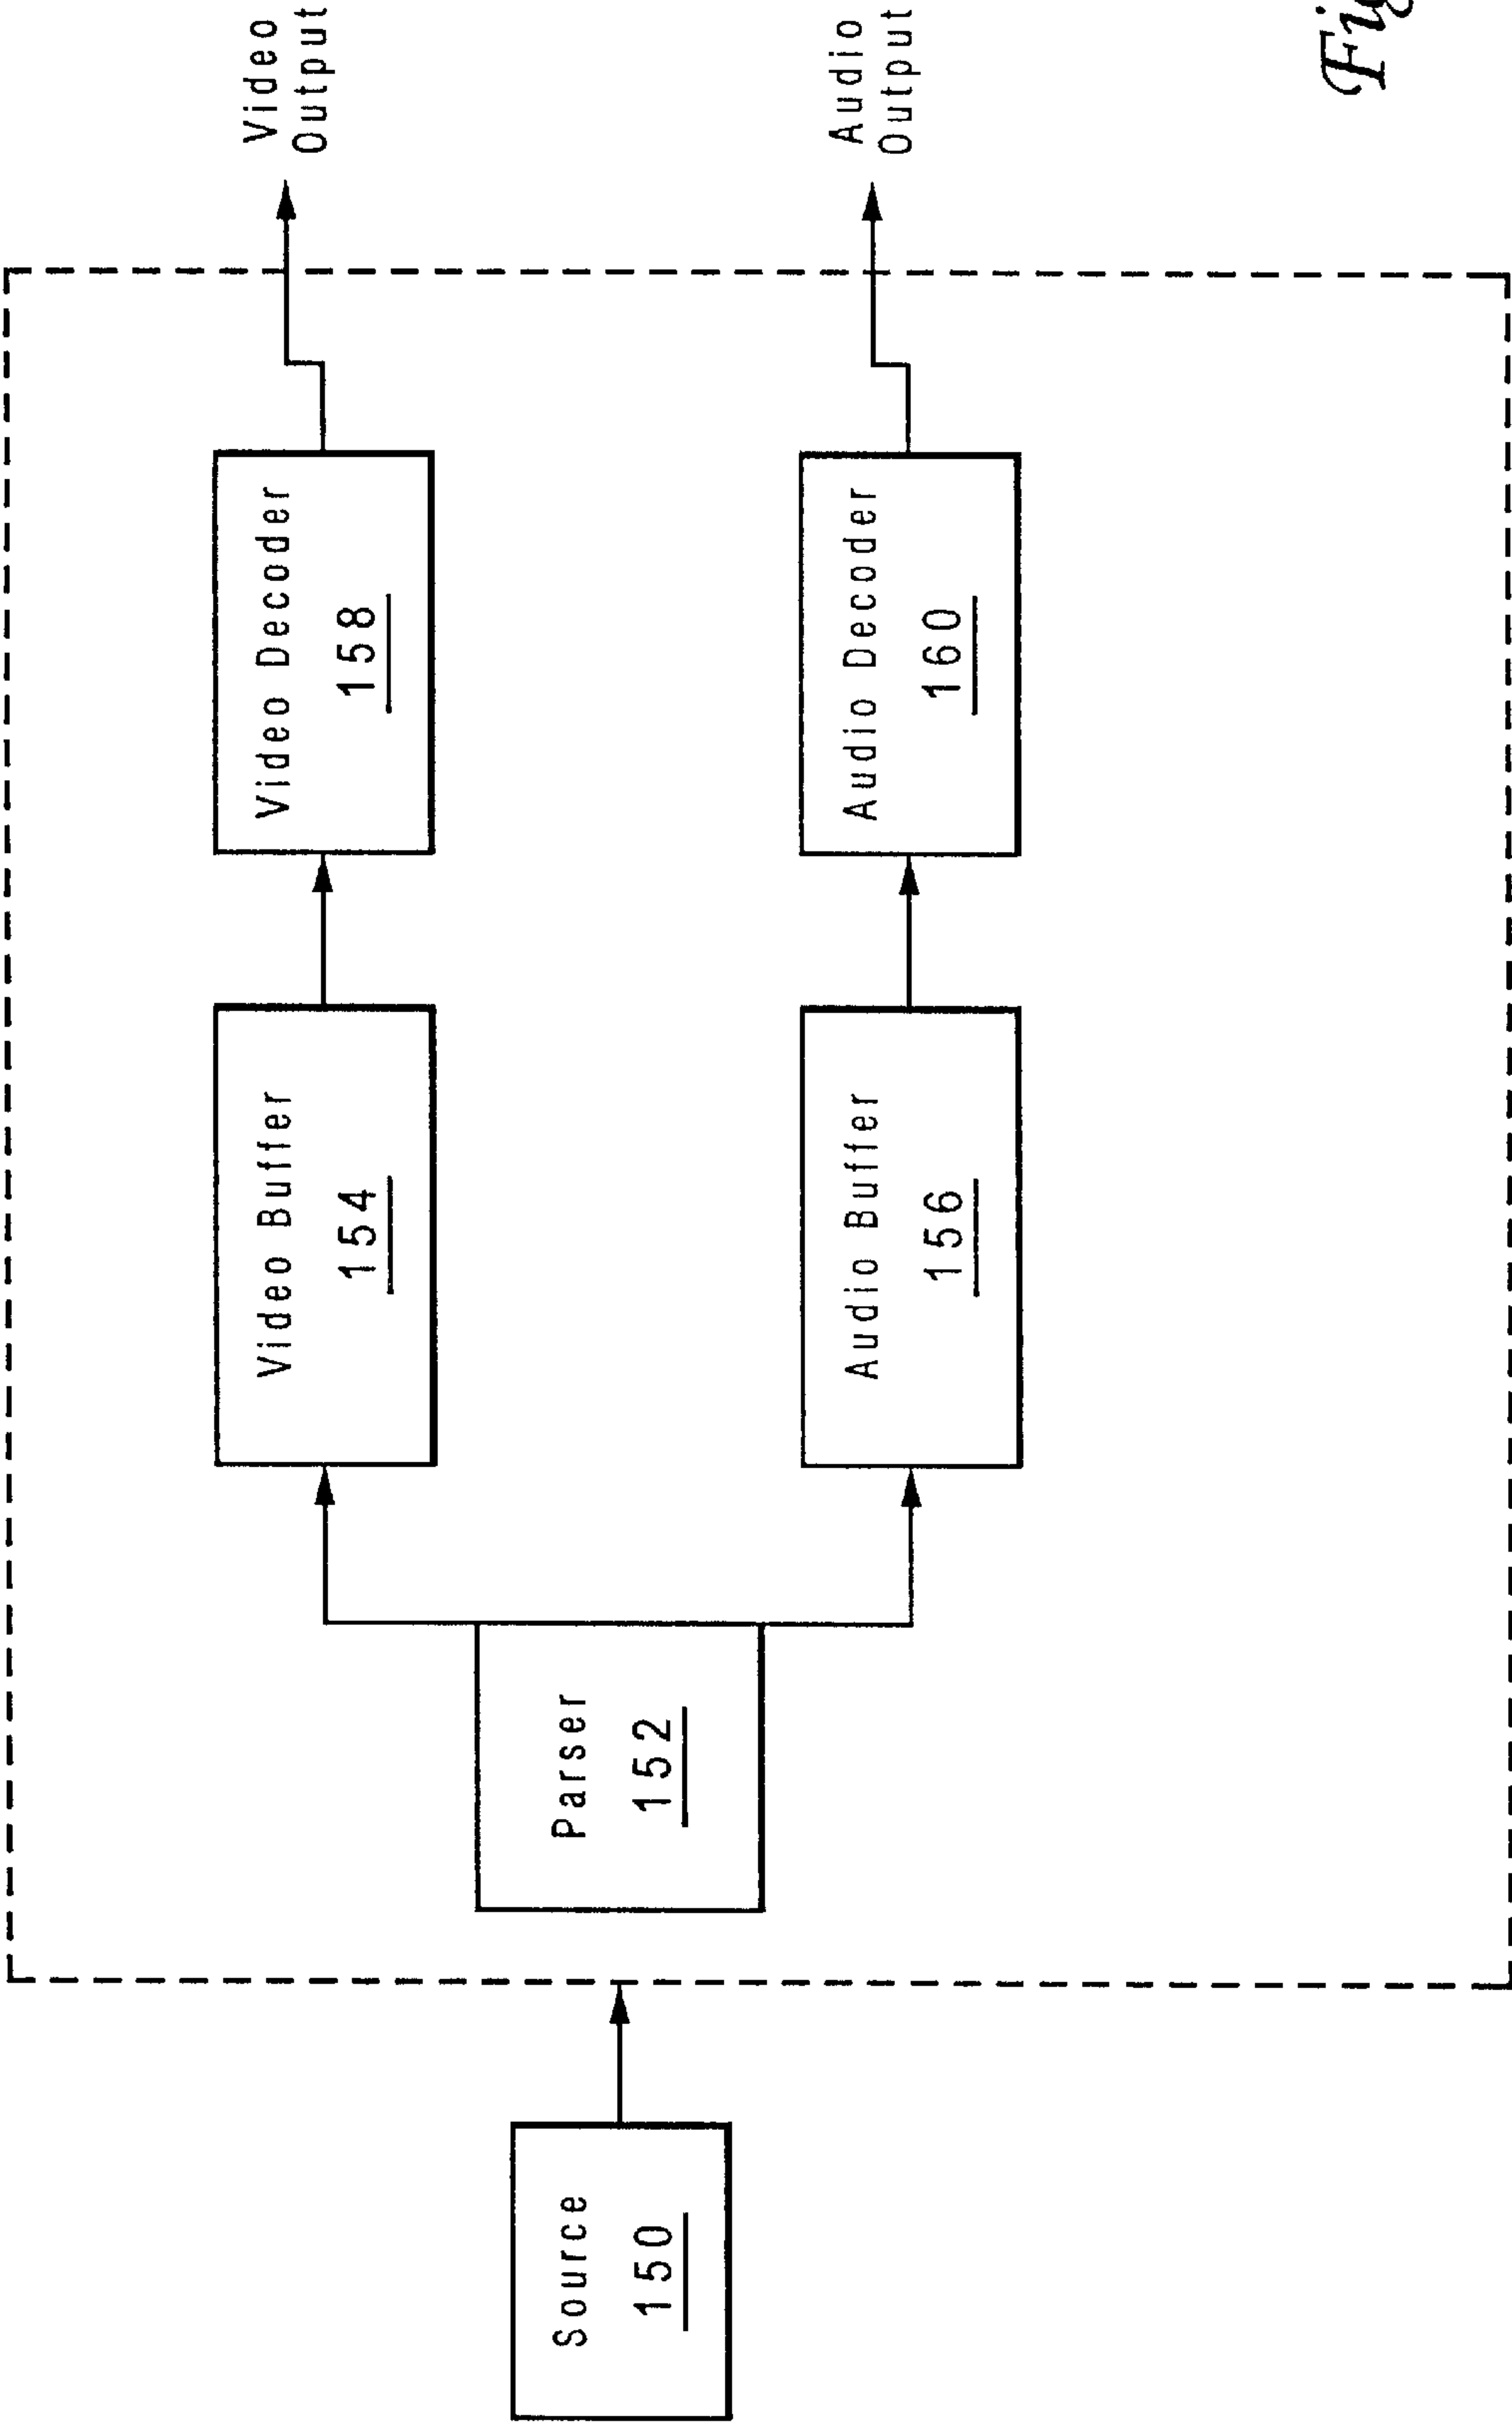 Source
150
Parser
152
Video Buffer
154
Video Decoder
158
Video
Output
Audio Buffer
156
Audio Decoder
160
Audio
Output